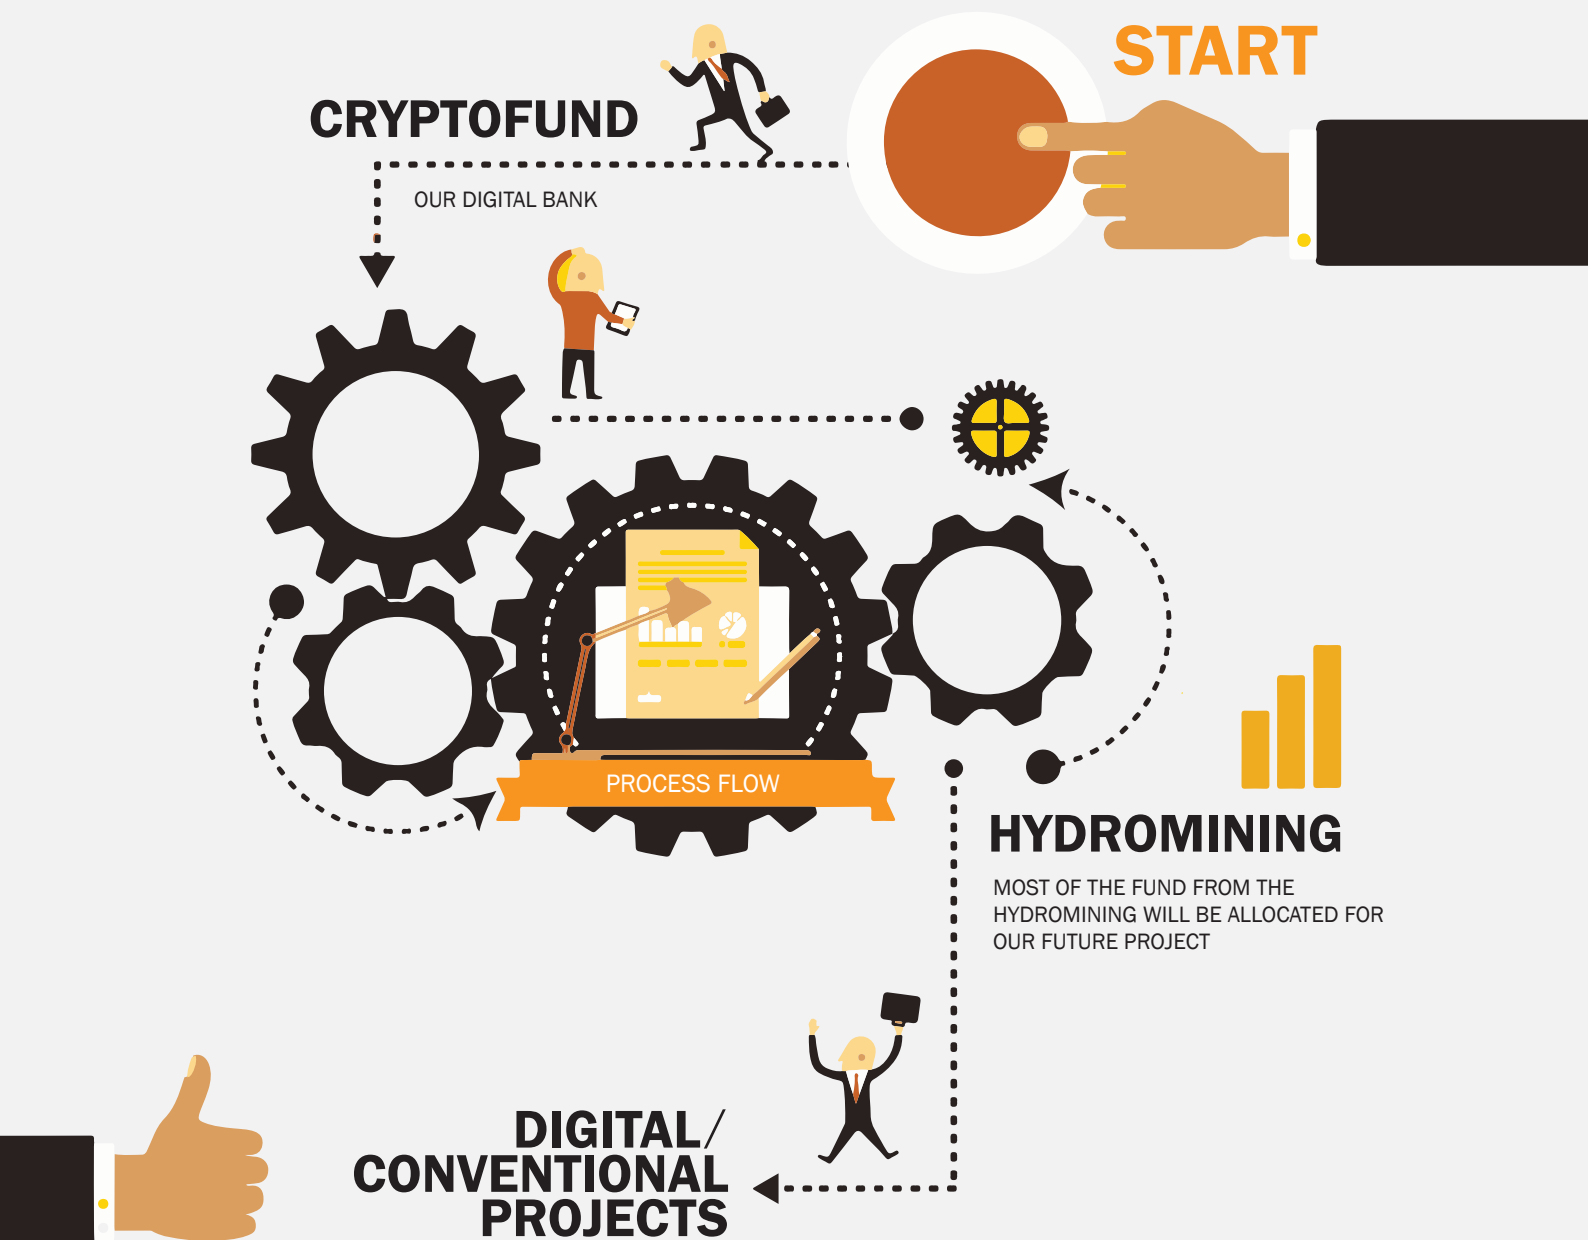 START
CRYPTOFUND
OUR DIGITAL BANK
PROCESS FLOW
HYDROMINING
MOST OF THE FUND FROM THE
HYDROMINING WILL BE ALLOCATED FOR
OUR FUTURE PROJECT
DIGITAL/
CONVENTIONAL
PROJECTS